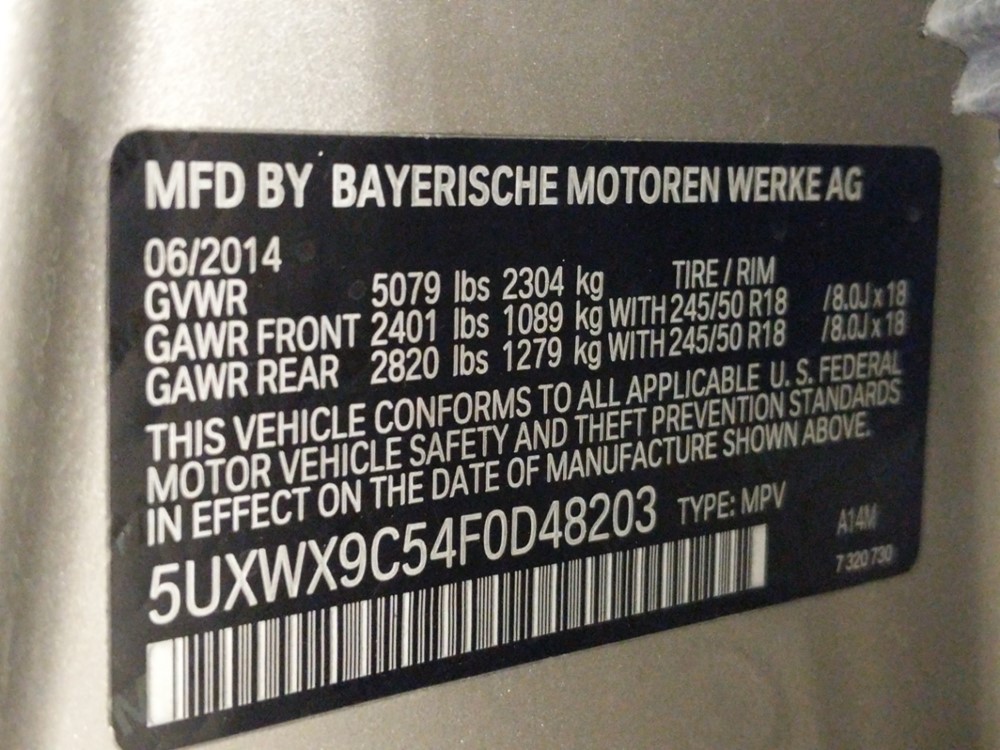 MFD BY BAYERISCHE MOTOREN WERKE AG
06/2014 TIRE / RIM
GVWR 5079 lbs 2304 kg
GAWR FRONT 2401 lbs 1089 kg WITH 245/50 R18 /8.0J x 18
GAWR REAR 2820 lbs 1279 kg WITH 245/50 R18 /8.0J x 18
THIS VEHICLE CONFORMS TO ALL APPLICABLE U. S. FEDERAL
MOTOR VEHICLE SAFETY AND THEFT PREVENTION STANDARDS
IN EFFECT ON THE DATE OF MANUFACTURE SHOWN ABOVE.
5UXWX9C54F0D48203 TYPE: MPV
A14M
7 320 730